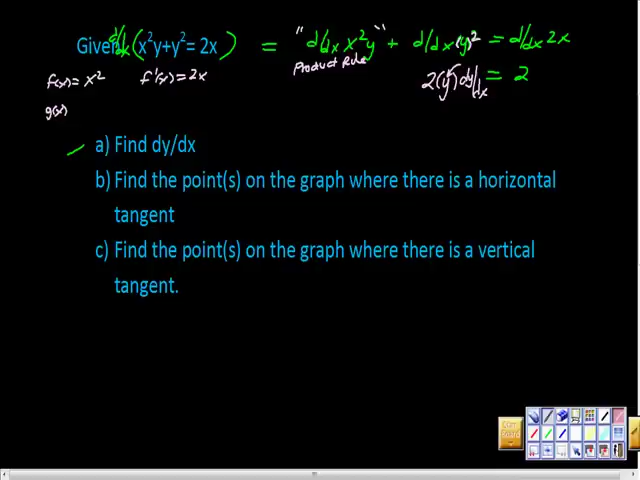 Given d/dx (x²y+y²= 2x) = " d/dx x²y " + d/dx (y)² = d/dx 2x
Product Rule
f(x) = x² f'(x) = 2x 2(y) dy/dx = 2
g(x)
a) Find dy/dx
b) Find the point(s) on the graph where there is a horizontal
tangent
c) Find the point(s) on the graph where there is a vertical
tangent.